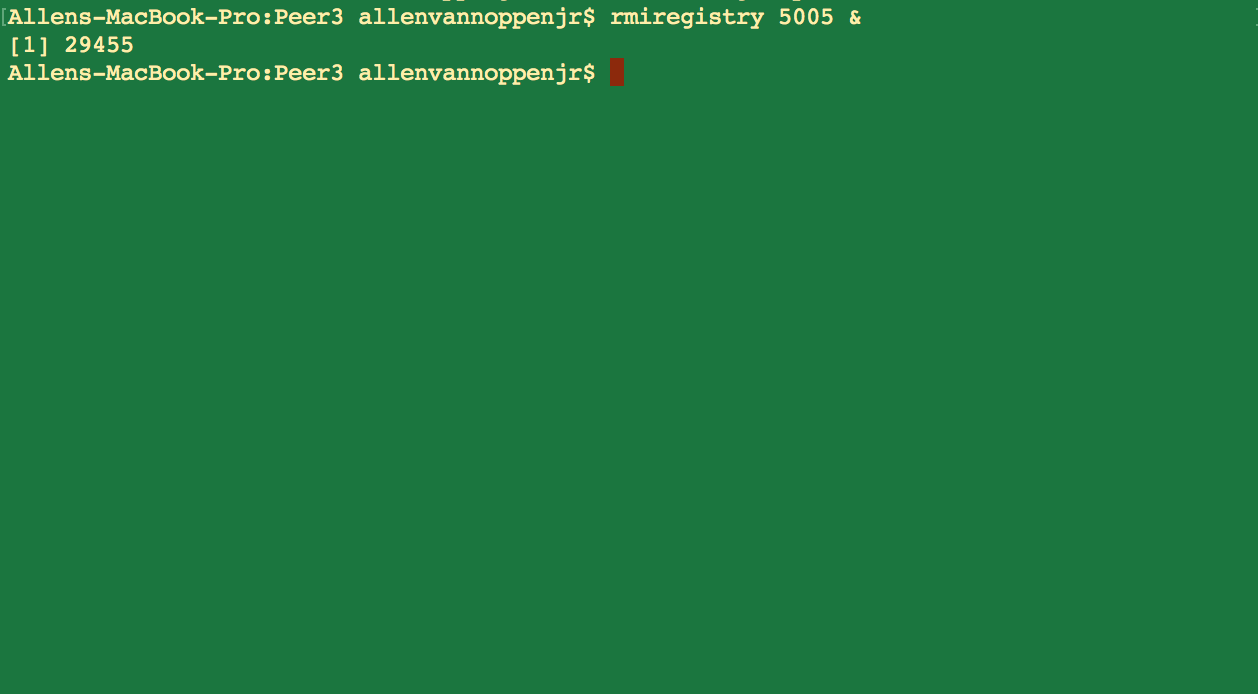 Allens-MacBook-Pro:Peer3 allenvannoppenjr$ rmiregistry 5005 &
[1] 29455
Allens-MacBook-Pro:Peer3 allenvannoppenjr$